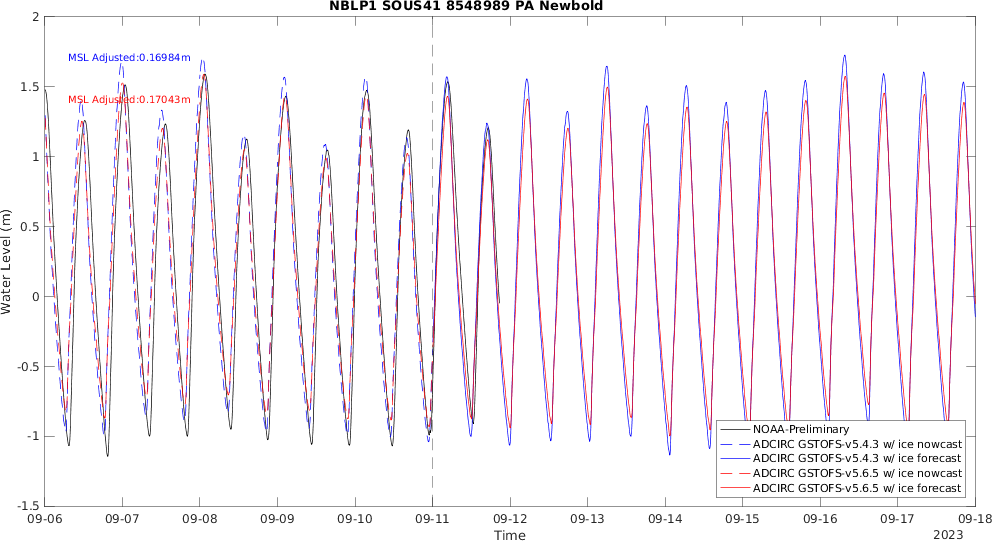 NBLP1 SOUS41 8548989 PA Newbold
MSL Adjusted:0.16984m
MSL Adjusted:0.17043m
2
1.5
1
0.5
0
-0.5
-1
-1.5
Water Level (m)
NOAA-Preliminary
ADCIRC GSTOFS-v5.4.3 w/ ice nowcast
ADCIRC GSTOFS-v5.4.3 w/ ice forecast
ADCIRC GSTOFS-v5.6.5 w/ ice nowcast
ADCIRC GSTOFS-v5.6.5 w/ ice forecast
09-06 09-07 09-08 09-09 09-10 09-11 09-12 09-13 09-14 09-15 09-16 09-17 09-18
Time
2023